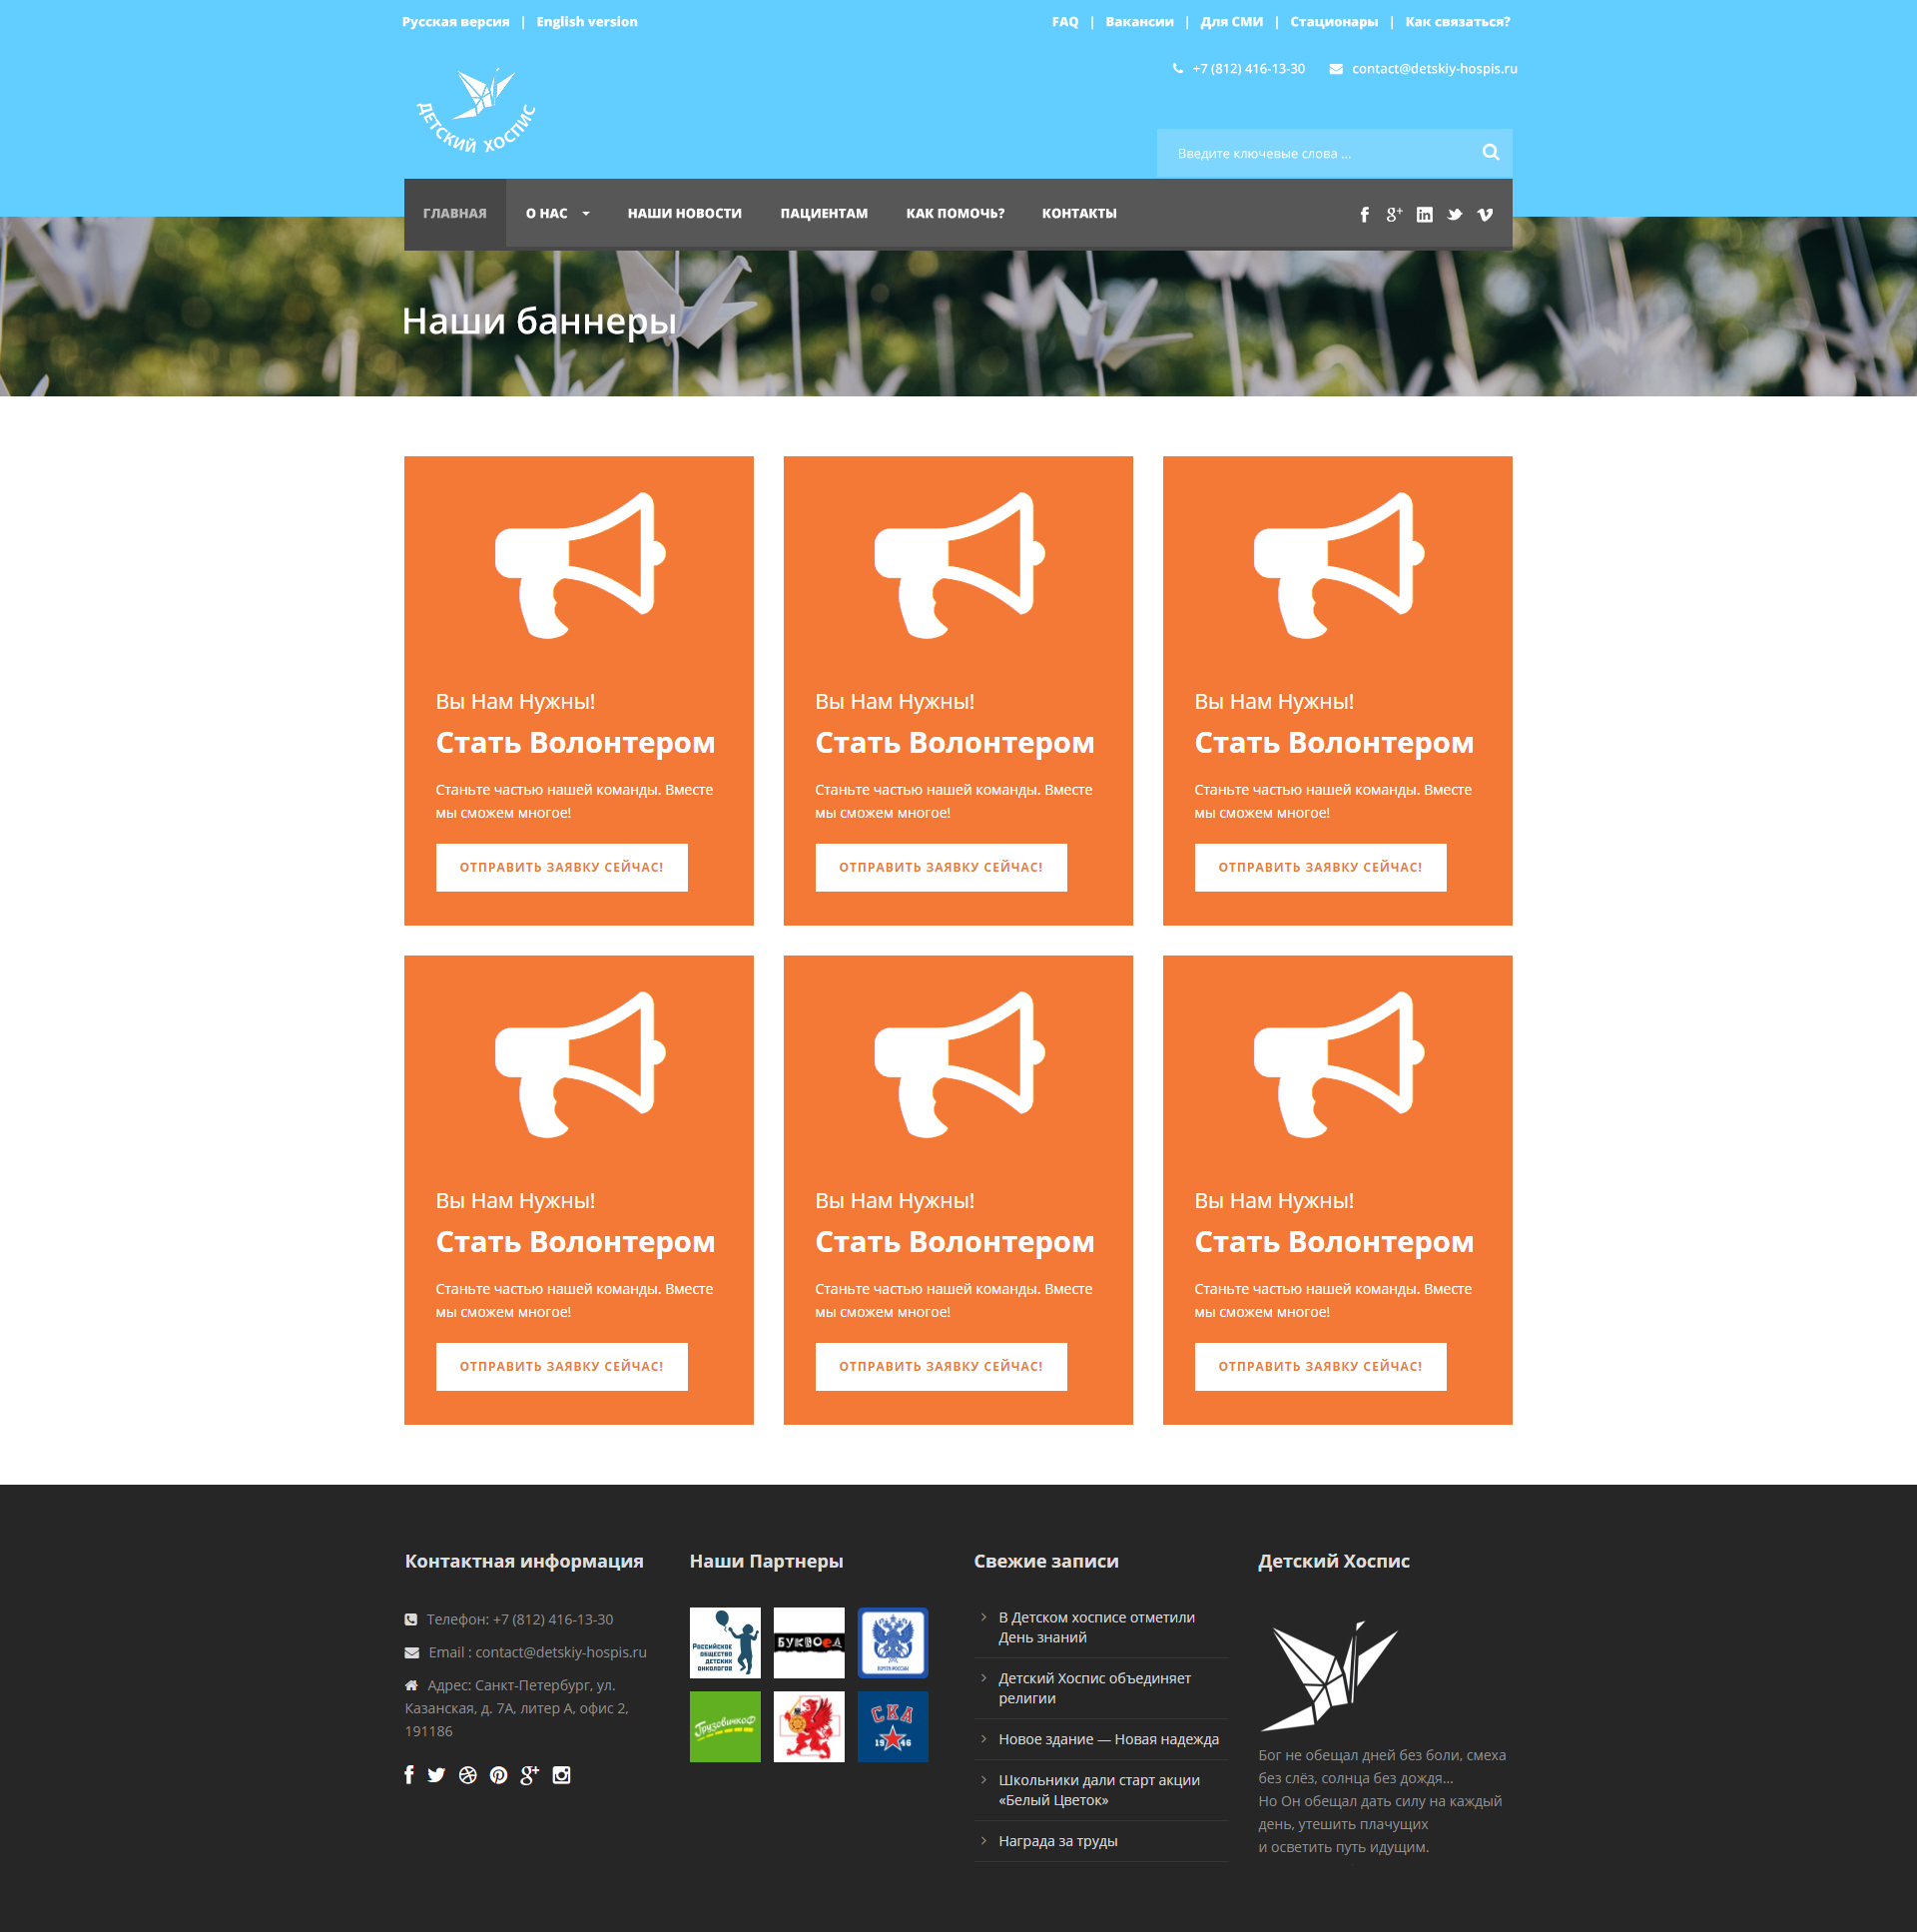 Русская версия | English version
FAQ | Вакансии | Для СМИ | Стационары | Как связаться?
+7 (812) 416-13-30 contact@detskiy-hospis.ru
ДЕТСКИЙ ХОСПИС
Введите ключевые слова ...
ГЛАВНАЯ О НАС НАШИ НОВОСТИ ПАЦИЕНТАМ КАК ПОМОЧЬ? КОНТАКТЫ
Наши баннеры
Вы Нам Нужны!
Стать Волонтером
Станьте частью нашей команды. Вместе
мы сможем многое!
ОТПРАВИТЬ ЗАЯВКУ СЕЙЧАС!
Вы Нам Нужны!
Стать Волонтером
Станьте частью нашей команды. Вместе
мы сможем многое!
ОТПРАВИТЬ ЗАЯВКУ СЕЙЧАС!
Вы Нам Нужны!
Стать Волонтером
Станьте частью нашей команды. Вместе
мы сможем многое!
ОТПРАВИТЬ ЗАЯВКУ СЕЙЧАС!
Вы Нам Нужны!
Стать Волонтером
Станьте частью нашей команды. Вместе
мы сможем многое!
ОТПРАВИТЬ ЗАЯВКУ СЕЙЧАС!
Вы Нам Нужны!
Стать Волонтером
Станьте частью нашей команды. Вместе
мы сможем многое!
ОТПРАВИТЬ ЗАЯВКУ СЕЙЧАС!
Вы Нам Нужны!
Стать Волонтером
Станьте частью нашей команды. Вместе
мы сможем многое!
ОТПРАВИТЬ ЗАЯВКУ СЕЙЧАС!
Контактная информация
Телефон: +7 (812) 416-13-30
Email : contact@detskiy-hospis.ru
Адрес: Санкт-Петербург, ул.
Казанская, д. 7А, литер А, офис 2,
191186
Наши Партнеры
РОССИЙСКОЕ
ОБЩЕСТВО
ДЕТСКИХ
ОНКОЛОГОВ
БУКВОЕД
ПОЧТА РОССИИ
ГрузовичкоФ
СКА
1946
Свежие записи
В Детском хосписе отметили
День знаний
Детский Хоспис объединяет
религии
Новое здание — Новая надежда
Школьники дали старт акции
«Белый Цветок»
Награда за труды
Детский Хоспис
Бог не обещал дней без боли, смеха
без слёз, солнца без дождя...
Но Он обещал дать силу на каждый
день, утешить плачущих
и осветить путь идущим.